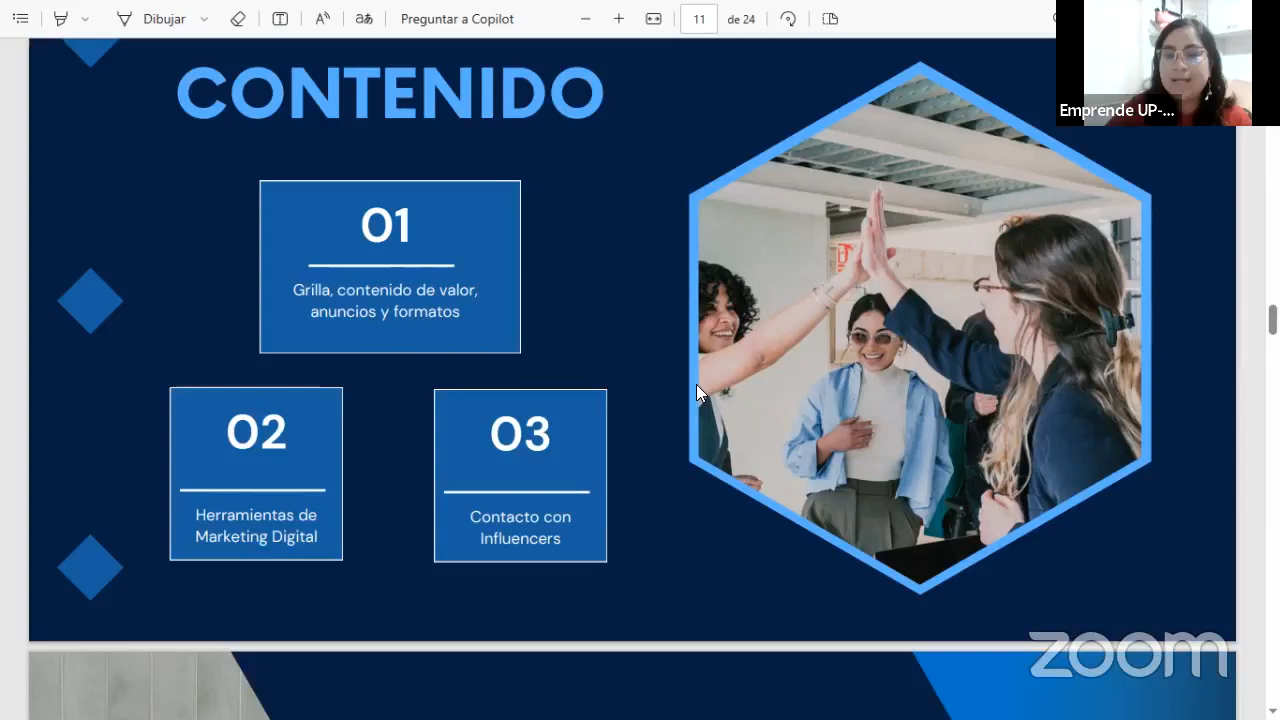 Dibujar
Preguntar a Copilot
11
de 24
Emprende UP-...
CONTENIDO
01
Grilla, contenido de valor,
anuncios y formatos
02
Herramientas de
Marketing Digital
03
Contacto con
Influencers
zoom